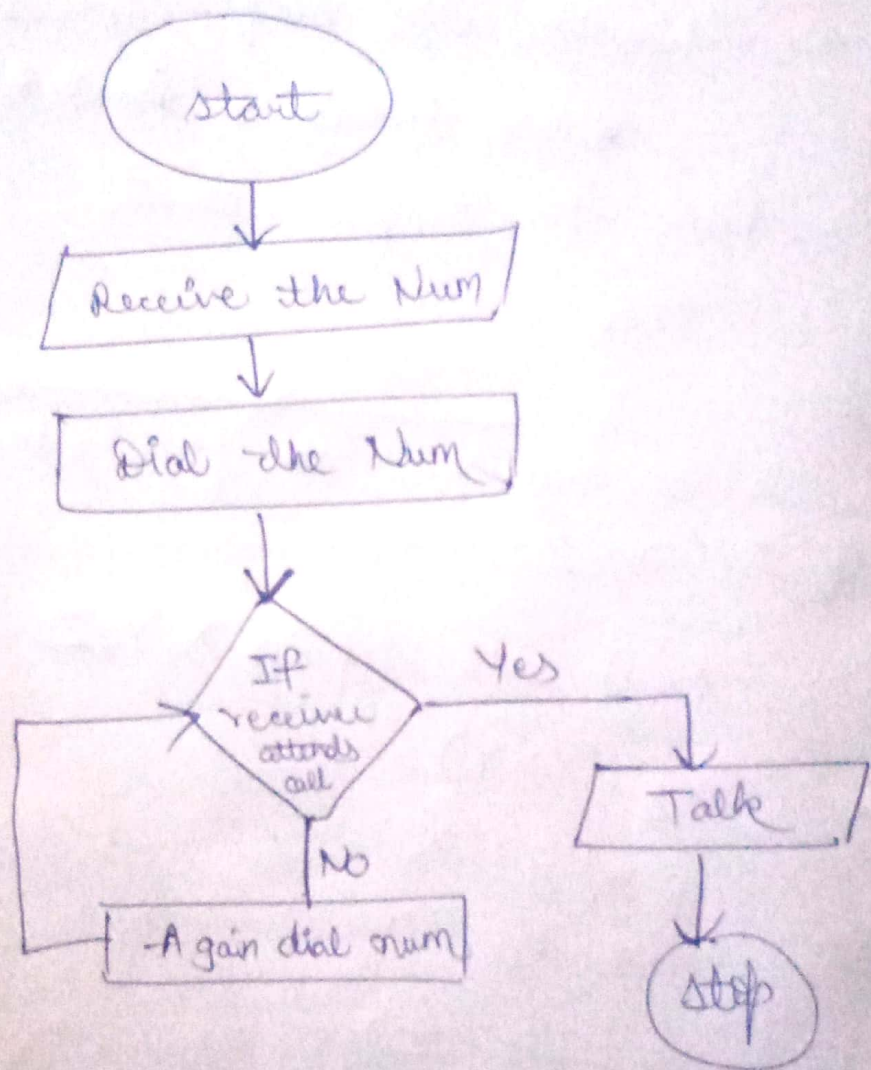 start
Receive the Num
Dial the Num
If
receiver
attends
call
Yes
Talk
No
Again dial num
stop